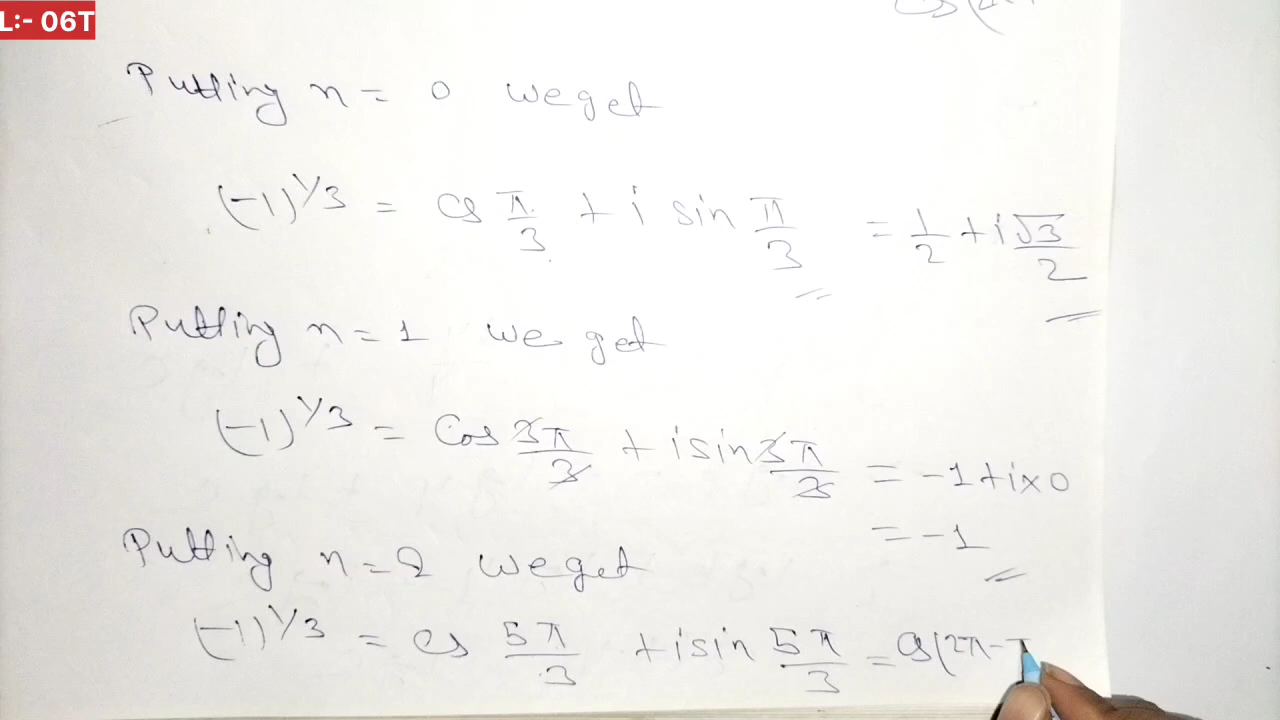 L:- 06T
Cos(2π
Putting n = 0 we get
(-1)^1/3 = Cos π/3 + i sin π/3 = 1/2 + i√3/2
Putting n = 1 we get
(-1)^1/3 = Cos 3π/3 + i sin 3π/3 = -1 + i×0
= -1
Putting n = 2 we get
(-1)^1/3 = Cos 5π/3 + i sin 5π/3 = Cos(2π - π